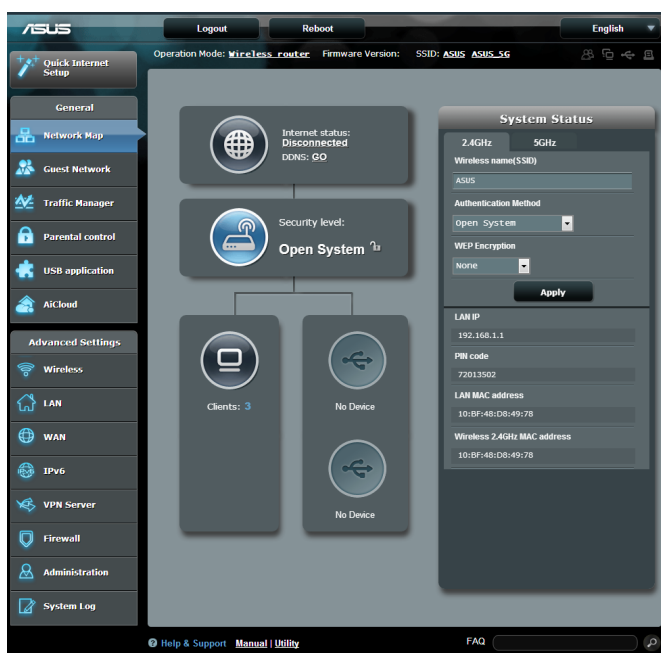 ASUS
Logout
Reboot
English
Operation Mode: Wireless router Firmware Version: SSID: ASUS ASUS_5G
Quick Internet
Setup
General
Network Map
Guest Network
Traffic Manager
Parental control
USB application
AiCloud
Advanced Settings
Wireless
LAN
WAN
IPv6
IPv6
VPN Server
Firewall
Administration
System Log
Internet status:
Disconnected
DDNS: GO
Security level:
Open System
Clients: 3
No Device
No Device
System Status
2.4GHz
5GHz
Wireless name(SSID)
ASUS
Authentication Method
Open System
WEP Encryption
None
Apply
LAN IP
192.168.1.1
PIN code
72013502
LAN MAC address
10:BF:48:D8:49:78
Wireless 2.4GHz MAC address
10:BF:48:D8:49:78
Help & Support Manual | Utility
FAQ